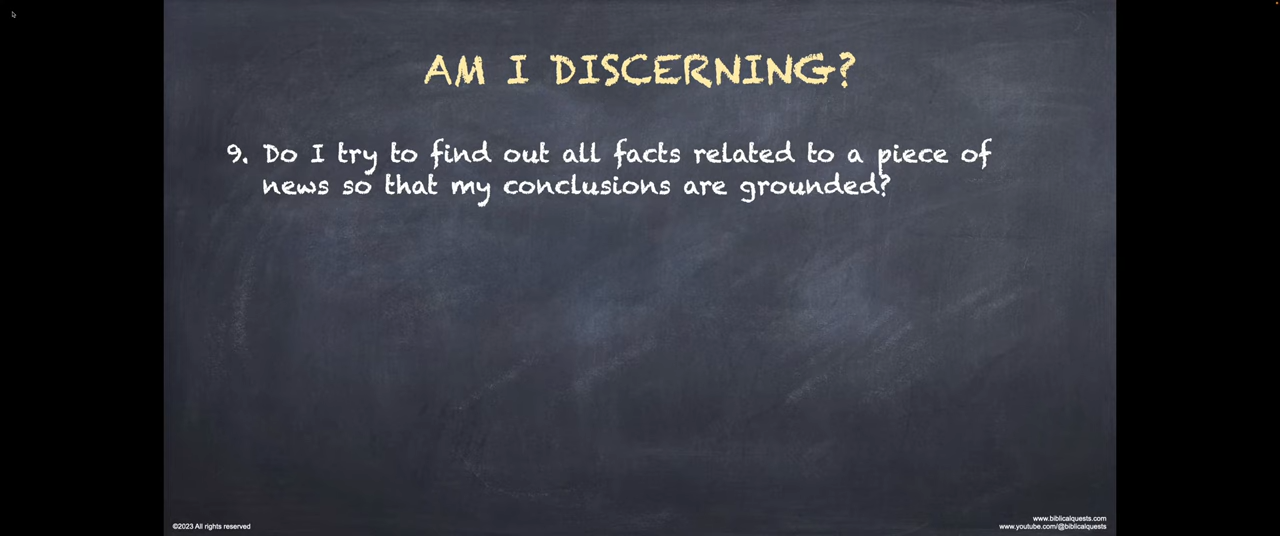 AM I DISCERNING?
9. Do I try to find out all facts related to a piece of
news so that my conclusions are grounded?
©2023 All rights reserved
www.biblicalquests.com
www.youtube.com/@biblicalquests